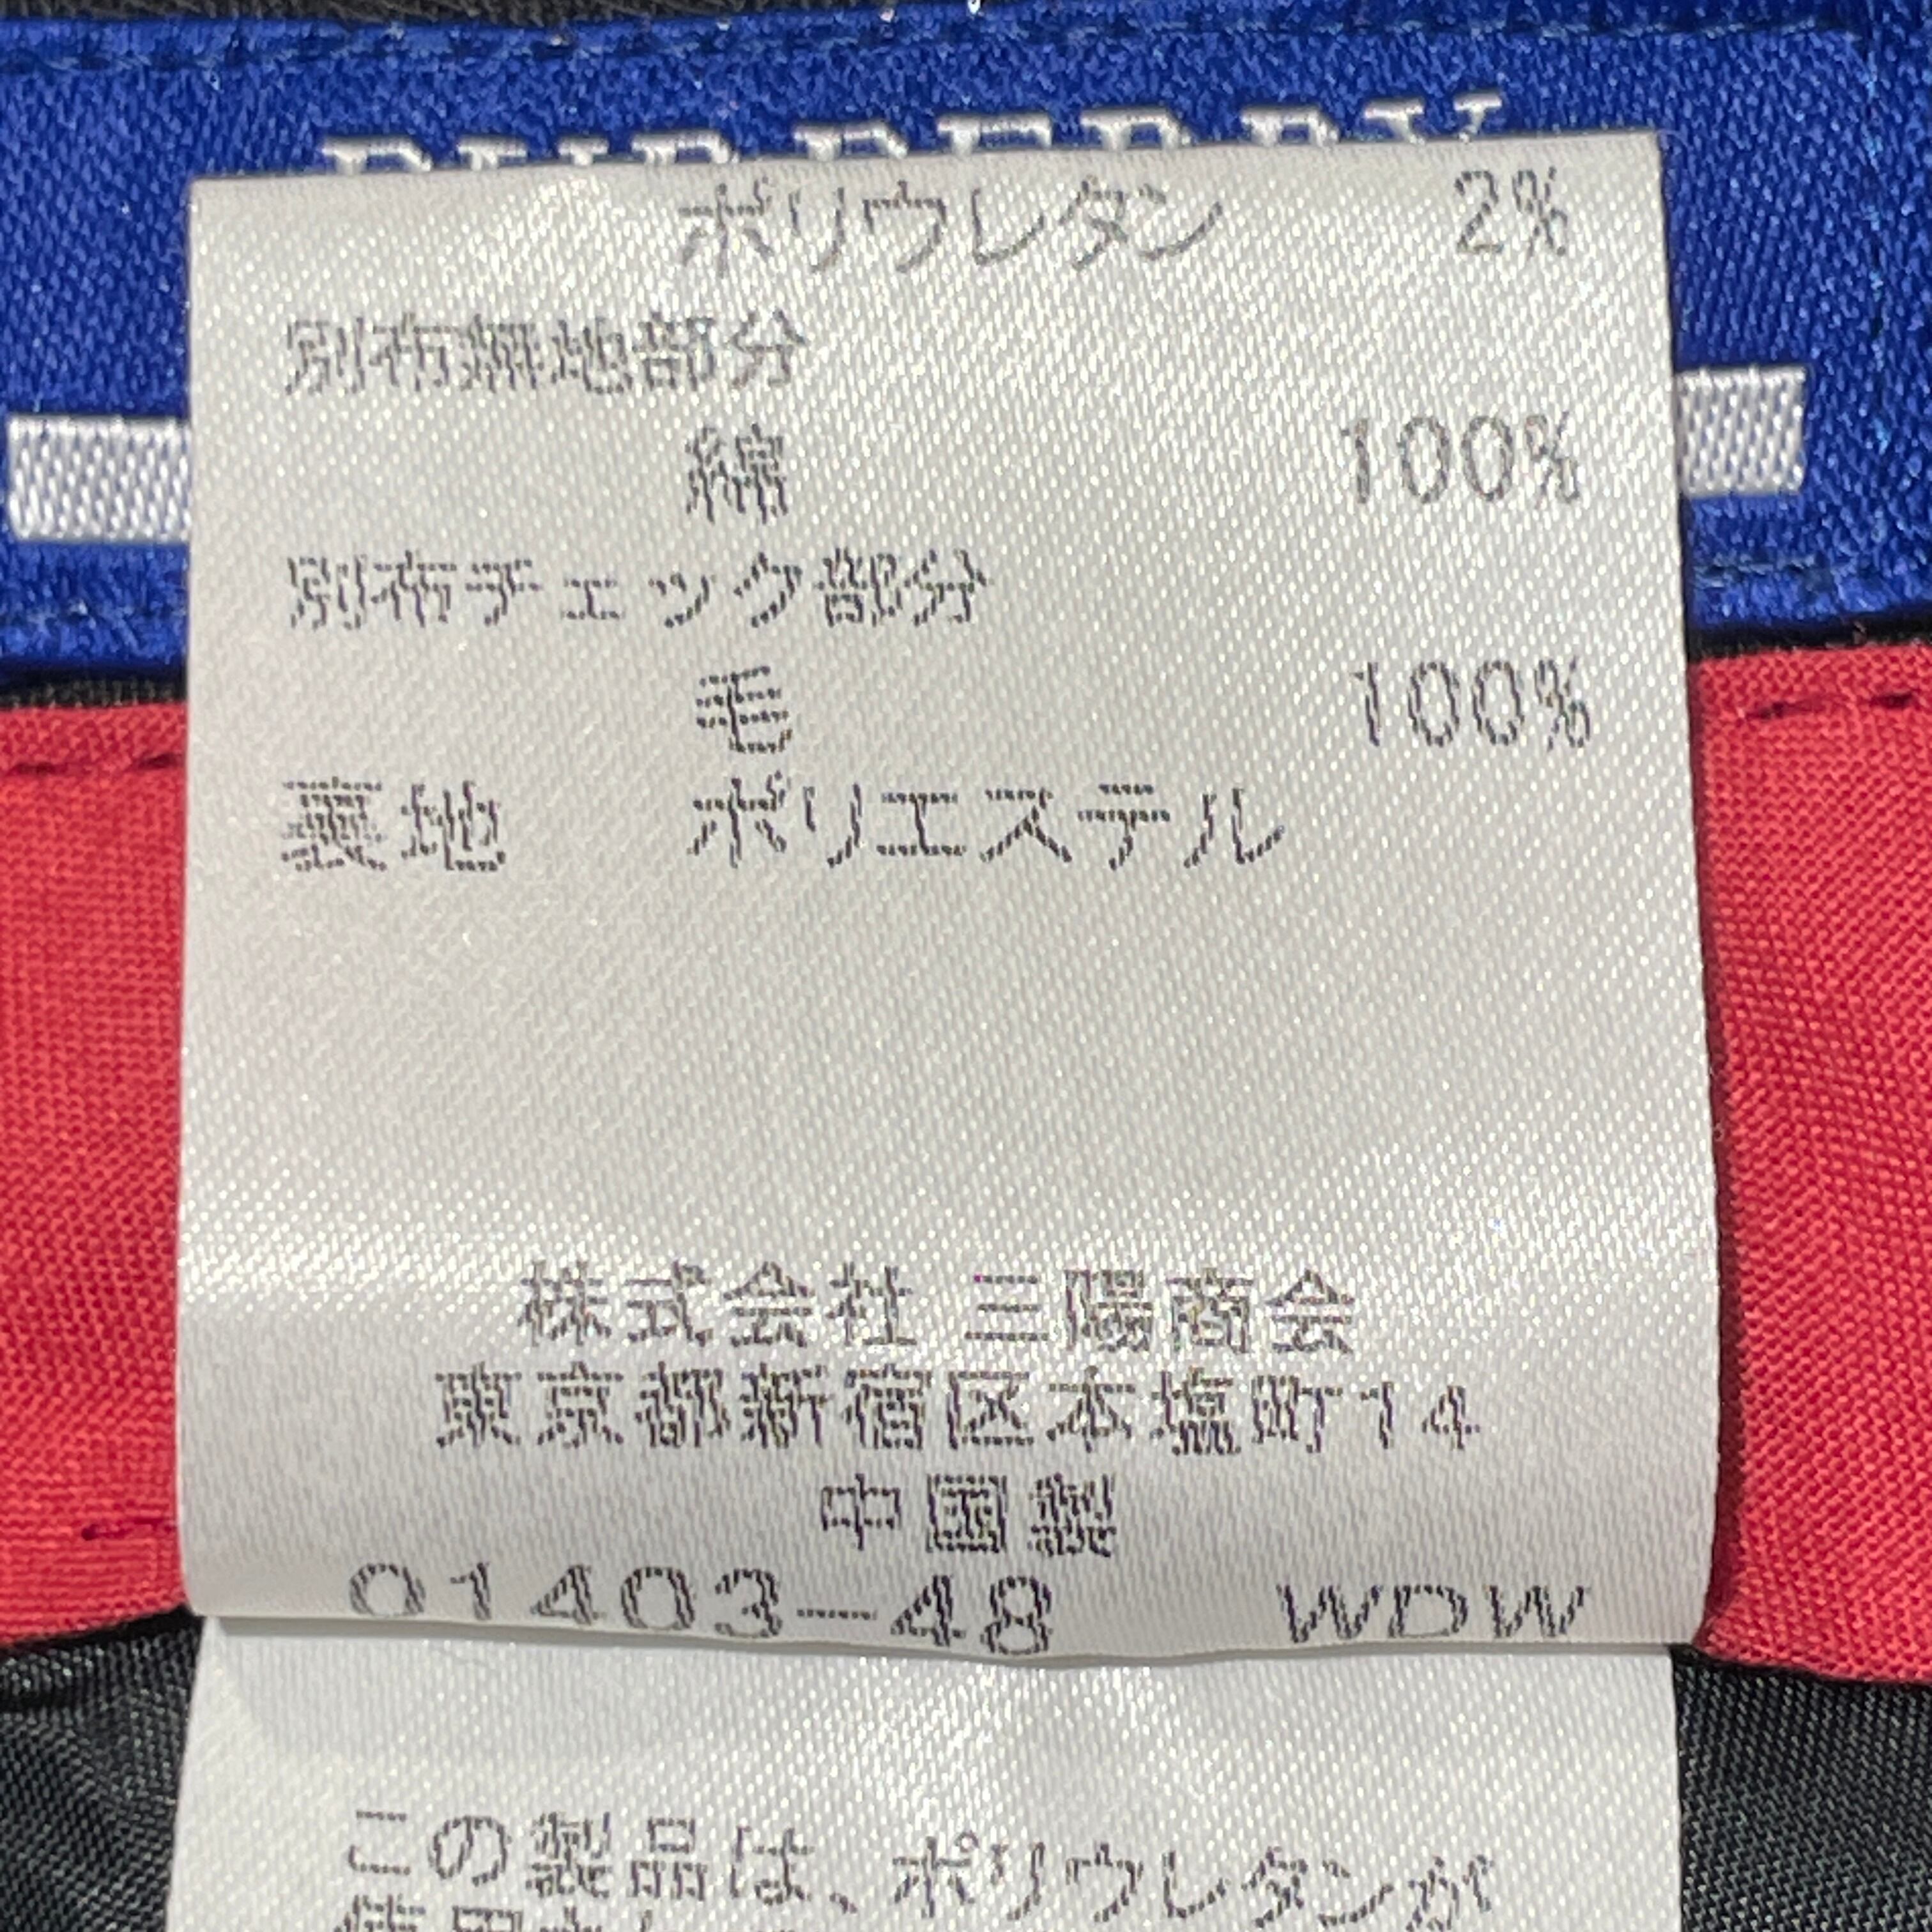 ポリウレタン 2%
別布無地部分
綿 100%
別布チェック部分
毛 100%
裏地 ポリエステル
株式会社 三陽商会
東京都新宿区本塩町14
中国製
01403-48 WDW
この製品は、ポリウレタンが